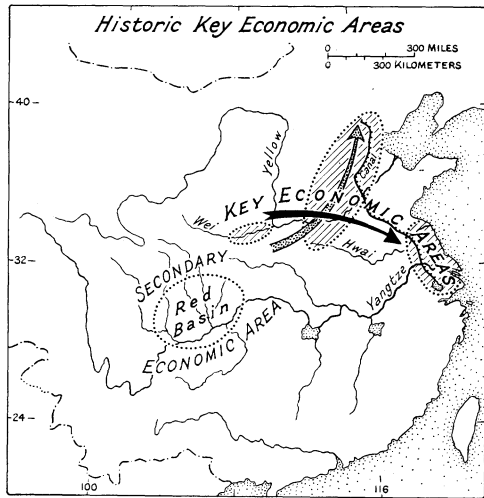 Historic Key Economic Areas
0 300 MILES
0 300 KILOMETERS
40
Yellow
Canal
KEY ECONOMIC AREAS
Wei
Hwai
32
SECONDARY
Red
Basin
ECONOMIC AREA
Yangtze
24
100
116